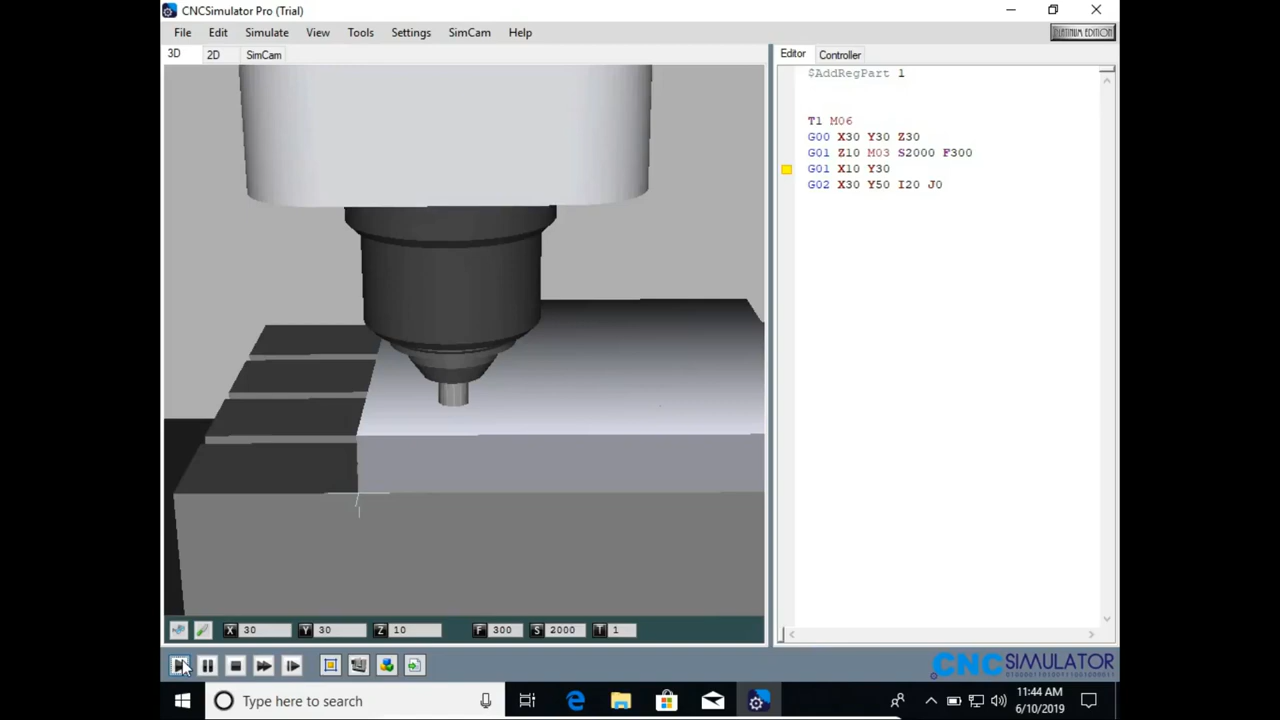 CNCSimulator Pro (Trial)
File Edit Simulate View Tools Settings SimCam Help
PLATINUM EDITION
3D 2D SimCam
Editor Controller
$AddRegPart 1
T1 M06
G00 X30 Y30 Z30
G01 Z10 M03 S2000 F300
G01 X10 Y30
G02 X30 Y50 I20 J0
X 30 Y 30 Z 10 F 300 S 2000 T 1
CNC SIMULATOR
Type here to search
11:44 AM
6/10/2019